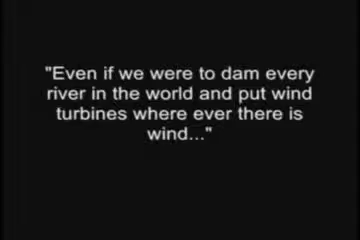 "Even if we were to dam every
river in the world and put wind
turbines where ever there is
wind..."